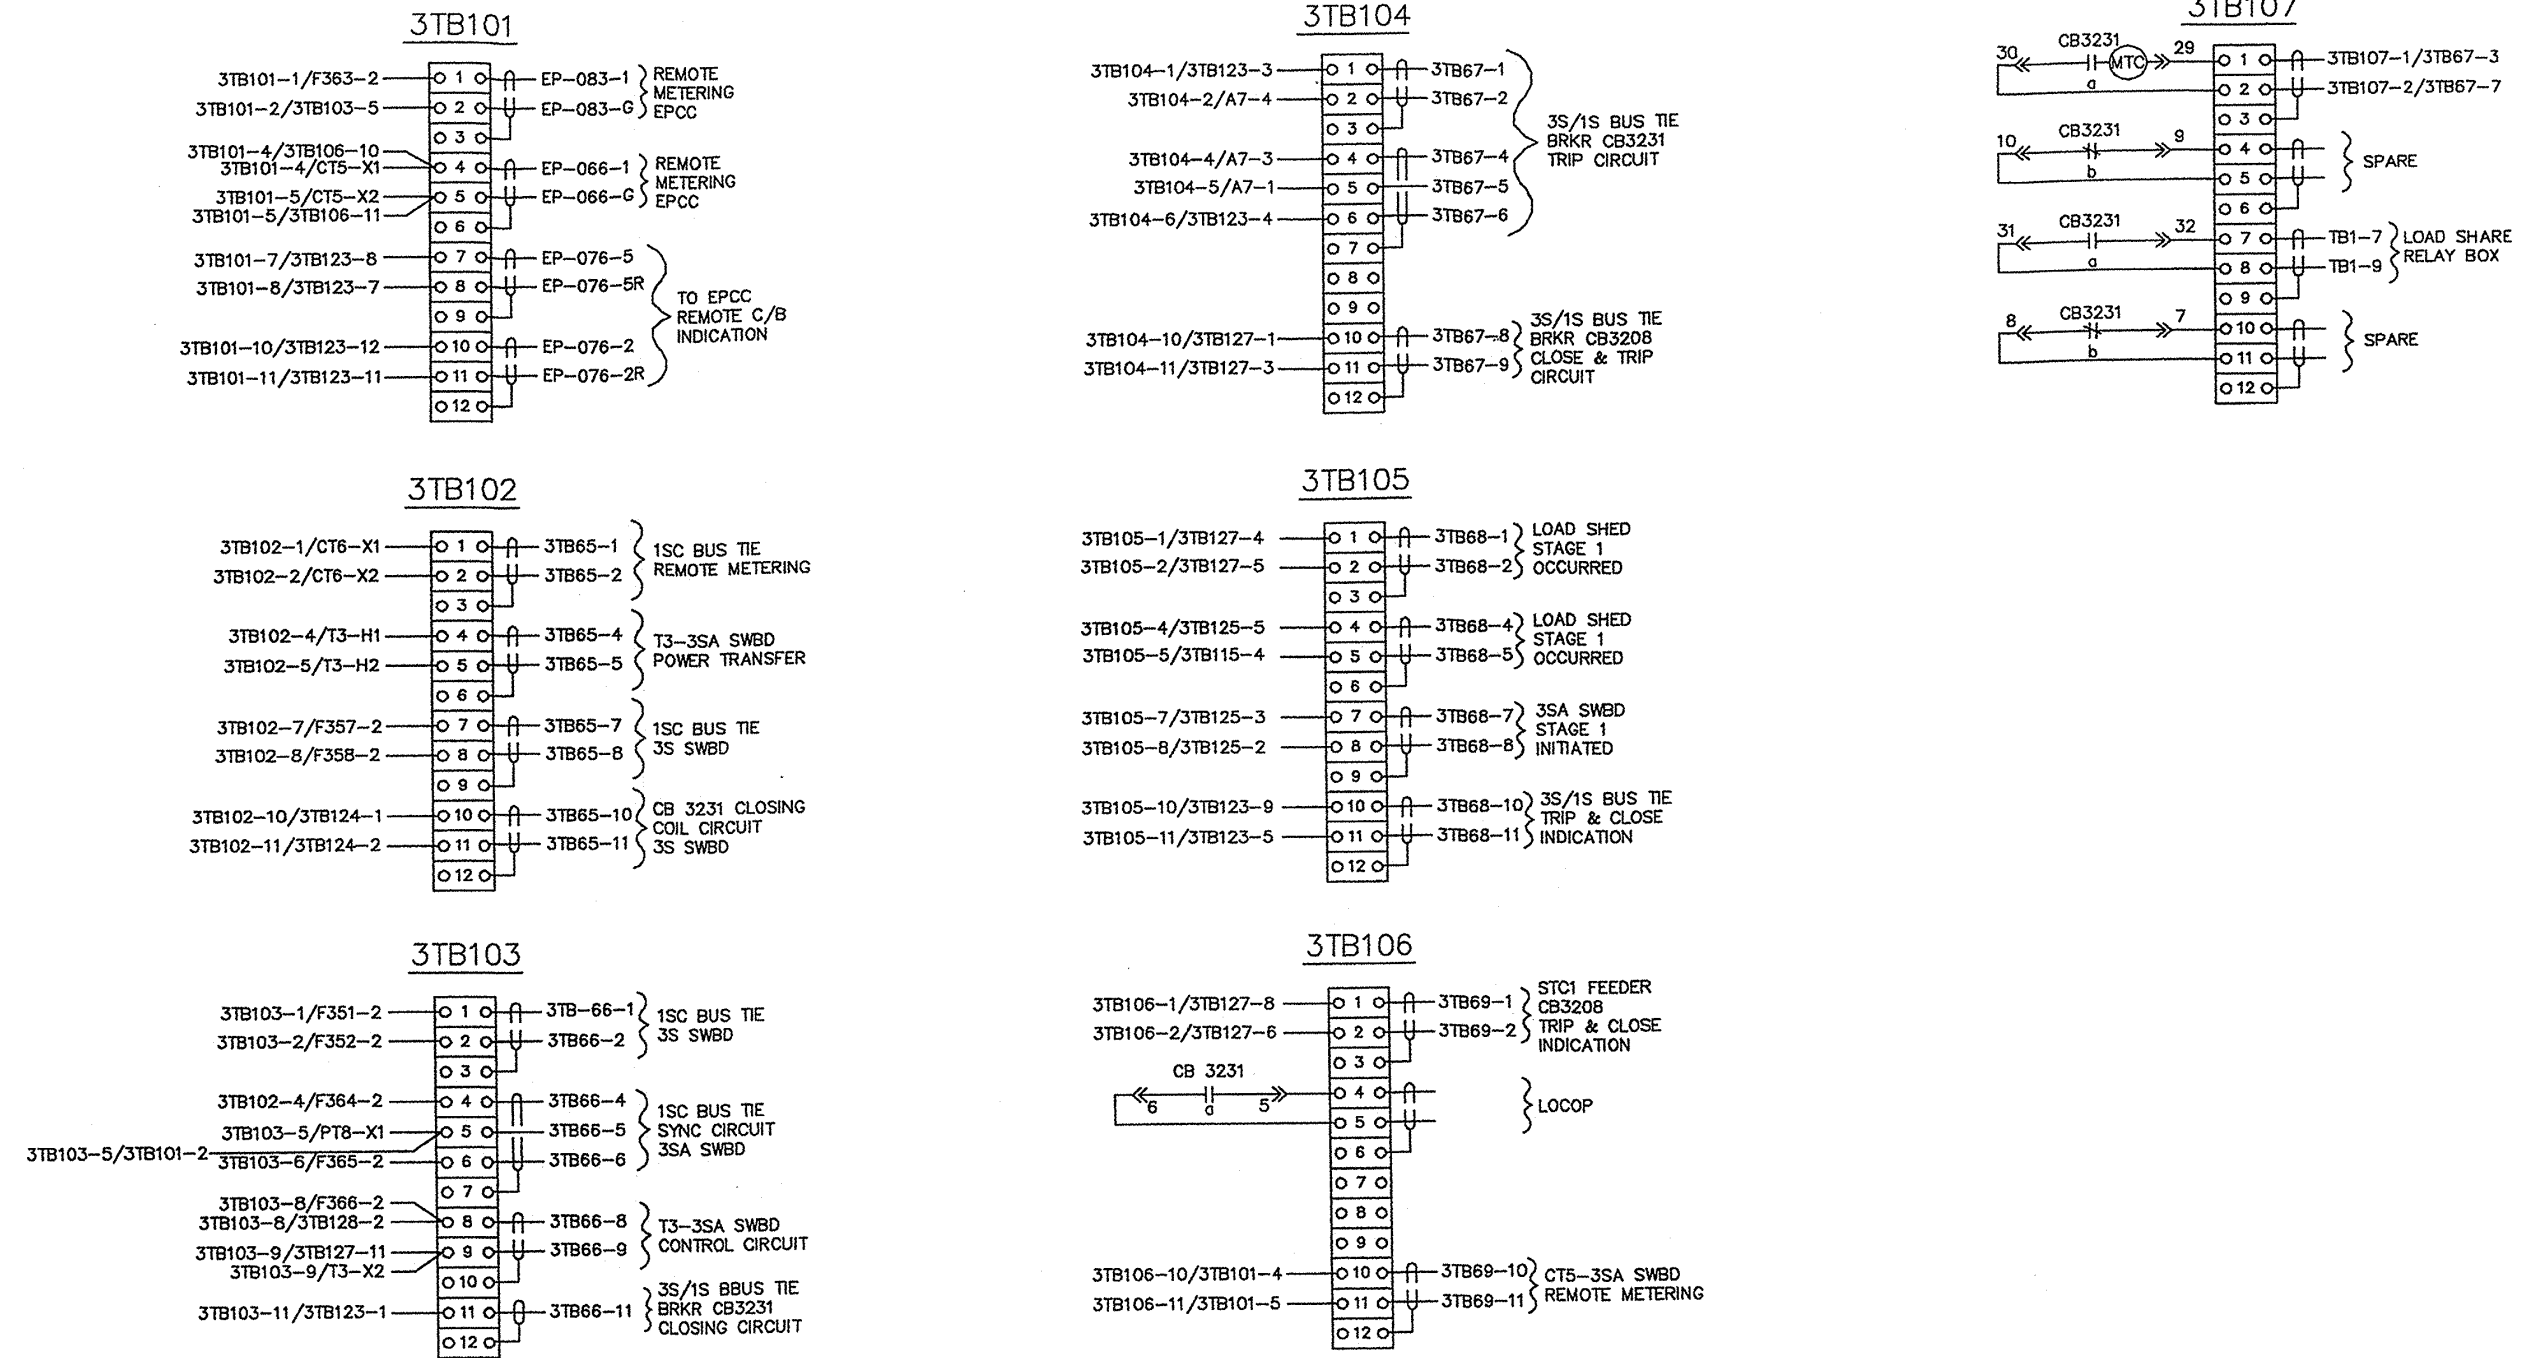 3TB101
3TB101-1/F363-2 1 EP-083-1 REMOTE
METERING
3TB101-2/3TB103-5 2 EP-083-G EPCC
3
3TB101-4/3TB106-10
3TB101-4/CT5-X1 4 EP-066-1 REMOTE
METERING
3TB101-5/CT5-X2 5 EP-066-G EPCC
3TB101-5/3TB106-11
6
3TB101-7/3TB123-8 7 EP-076-5
3TB101-8/3TB123-7 8 EP-076-5R
TO EPCC
9 REMOTE C/B
INDICATION
3TB101-10/3TB123-12 10 EP-076-2
3TB101-11/3TB123-11 11 EP-076-2R
12
3TB102
3TB102-1/CT6-X1 1 3TB65-1 1SC BUS TIE
3TB102-2/CT6-X2 2 3TB65-2 REMOTE METERING
3
3TB102-4/T3-H1 4 3TB65-4 T3-3SA SWBD
3TB102-5/T3-H2 5 3TB65-5 POWER TRANSFER
6
3TB102-7/F357-2 7 3TB65-7 1SC BUS TIE
3TB102-8/F358-2 8 3TB65-8 3S SWBD
9
3TB102-10/3TB124-1 10 3TB65-10 CB 3231 CLOSING
COIL CIRCUIT
3TB102-11/3TB124-2 11 3TB65-11 3S SWBD
12
3TB103
3TB103-1/F351-2 1 3TB-66-1 1SC BUS TIE
3TB103-2/F352-2 2 3TB66-2 3S SWBD
3
3TB102-4/F364-2 4 3TB66-4 1SC BUS TIE
3TB103-5/PT8-X1 5 3TB66-5 SYNC CIRCUIT
3TB103-5/3TB101-2 3SA SWBD
3TB103-6/F365-2 6 3TB66-6
7
3TB103-8/F366-2
3TB103-8/3TB128-2 8 3TB66-8 T3-3SA SWBD
3TB103-9/3TB127-11 9 3TB66-9 CONTROL CIRCUIT
3TB103-9/T3-X2
10
3S/1S BBUS TIE
3TB103-11/3TB123-1 11 3TB66-11 BRKR CB3231
CLOSING CIRCUIT
12
3TB104
3TB104-1/3TB123-3 1 3TB67-1
3TB104-2/A7-4 2 3TB67-2
3 3S/1S BUS TIE
BRKR CB3231
3TB104-4/A7-3 4 3TB67-4 TRIP CIRCUIT
3TB104-5/A7-1 5 3TB67-5
3TB104-6/3TB123-4 6 3TB67-6
7
8
9
3S/1S BUS TIE
3TB104-10/3TB127-1 10 3TB67-8 BRKR CB3208
CLOSE & TRIP
3TB104-11/3TB127-3 11 3TB67-9 CIRCUIT
12
3TB105
3TB105-1/3TB127-4 1 3TB68-1 LOAD SHED
STAGE 1
3TB105-2/3TB127-5 2 3TB68-2 OCCURRED
3
3TB105-4/3TB125-5 4 3TB68-4 LOAD SHED
STAGE 1
3TB105-5/3TB115-4 5 3TB68-5 OCCURRED
6
3TB105-7/3TB125-3 7 3TB68-7 3SA SWBD
STAGE 1
3TB105-8/3TB125-2 8 3TB68-8 INITIATED
9
3TB105-10/3TB123-9 10 3TB68-10 3S/1S BUS TIE
TRIP & CLOSE
3TB105-11/3TB123-5 11 3TB68-11 INDICATION
12
3TB106
STC1 FEEDER
3TB106-1/3TB127-8 1 3TB69-1 CB3208
3TB106-2/3TB127-6 2 3TB69-2 TRIP & CLOSE
INDICATION
3
CB 3231
6 a 5 4
LOCOP
5
6
7
8
9
3TB106-10/3TB101-4 10 3TB69-10 CT5-3SA SWBD
3TB106-11/3TB101-5 11 3TB69-11 REMOTE METERING
12
3TB107
30 CB3231 MTC 29 1 3TB107-1/3TB67-3
a 2 3TB107-2/3TB67-7
3
10 CB3231 9 4
SPARE
b 5
6
31 CB3231 32 7 TB1-7 LOAD SHARE
RELAY BOX
a 8 TB1-9
9
8 CB3231 7 10
SPARE
b 11
12